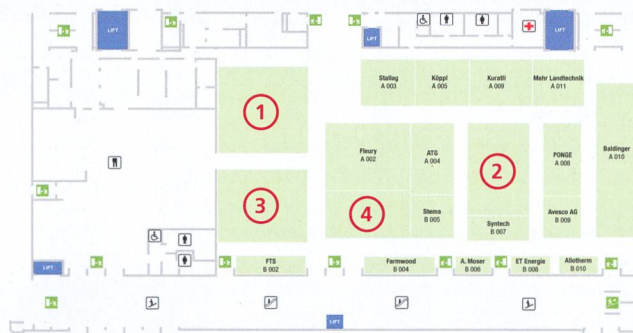 LIFT
LIFT
LIFT
Stallag
A 003
Köppl
A 005
Kuratli
A 009
Mehr Landtechnik
A 011
1
Fleury
A 002
ATG
A 004
2
PONGE
A 008
Baldinger
A 010
3
4
Stema
B 005
Syntech
B 007
Avesco AG
B 009
LIFT
FTS
B 002
Farmwood
B 004
A. Moser
B 006
ET Energie
B 008
Allotherm
B 010
LIFT